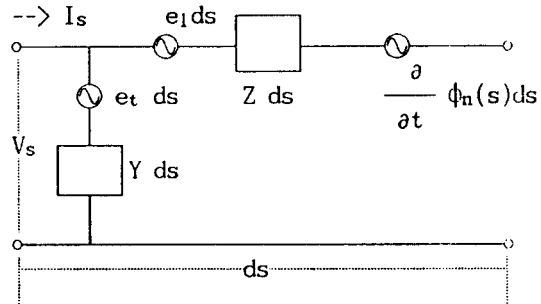 --> Is
e₁ds
eₜ ds
Z ds
∂
∂t
ϕₙ(s)ds
Vs
Y ds
ds